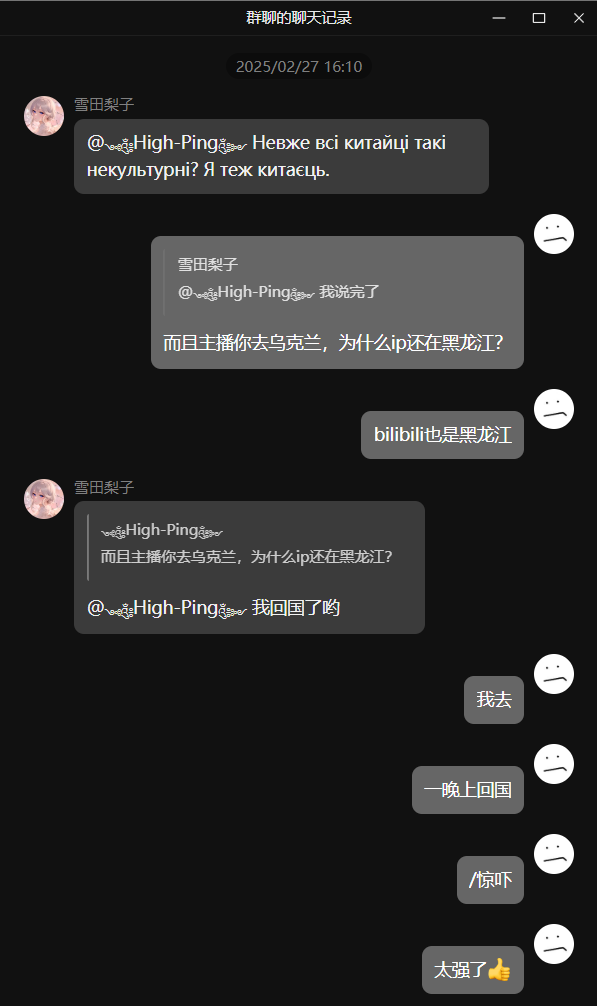 群聊的聊天记录
2025/02/27 16:10
雪田梨子
@High-Ping Невже всі китайці такі
некультурні? Я теж китаєць.
雪田梨子
@High-Ping 我说完了
而且主播你去乌克兰，为什么ip还在黑龙江？
bilibili也是黑龙江
雪田梨子
High-Ping
而且主播你去乌克兰，为什么ip还在黑龙江？
@High-Ping 我回国了哟
我去
一晚上回国
/惊吓
太强了👍